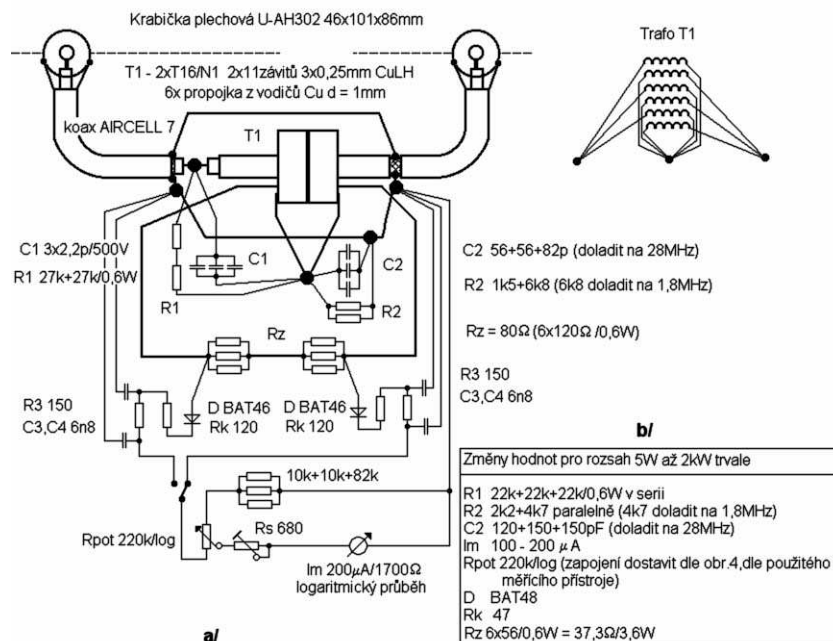 Krabička plechová U-AH302 46x101x86mm
T1 - 2xT16/N1 2x11závitů 3x0,25mm CuLH
6x propojka z vodičů Cu d = 1mm
Trafo T1
koax AIRCELL 7
T1
C1 3x2,2p/500V
R1 27k+27k/0,6W
C1
R1
C2
R2
C2 56+56+82p (doladit na 28MHz)
R2 1k5+6k8 (6k8 doladit na 1,8MHz)
Rz
Rz = 80Ω (6x120Ω /0,6W)
R3 150
C3,C4 6n8
D BAT46
Rk 120
D BAT46
Rk 120
R3 150
C3,C4 6n8
b/
10k+10k+82k
Rpot 220k/log
Rs 680
Im 200μA/1700Ω
logaritmický průběh
a/
Změny hodnot pro rozsah 5W až 2kW trvale
R1 22k+22k+22k/0,6W v serii
R2 2k2+4k7 paralelně (4k7 doladit na 1,8MHz)
C2 120+150+150pF (doladit na 28MHz)
Im 100 - 200 μA
Rpot 220k/log (zapojení dostavit dle obr.4,dle použitého
měřícího přístroje)
D BAT48
Rk 47
Rz 6x56/0,6W = 37,3Ω/3,6W